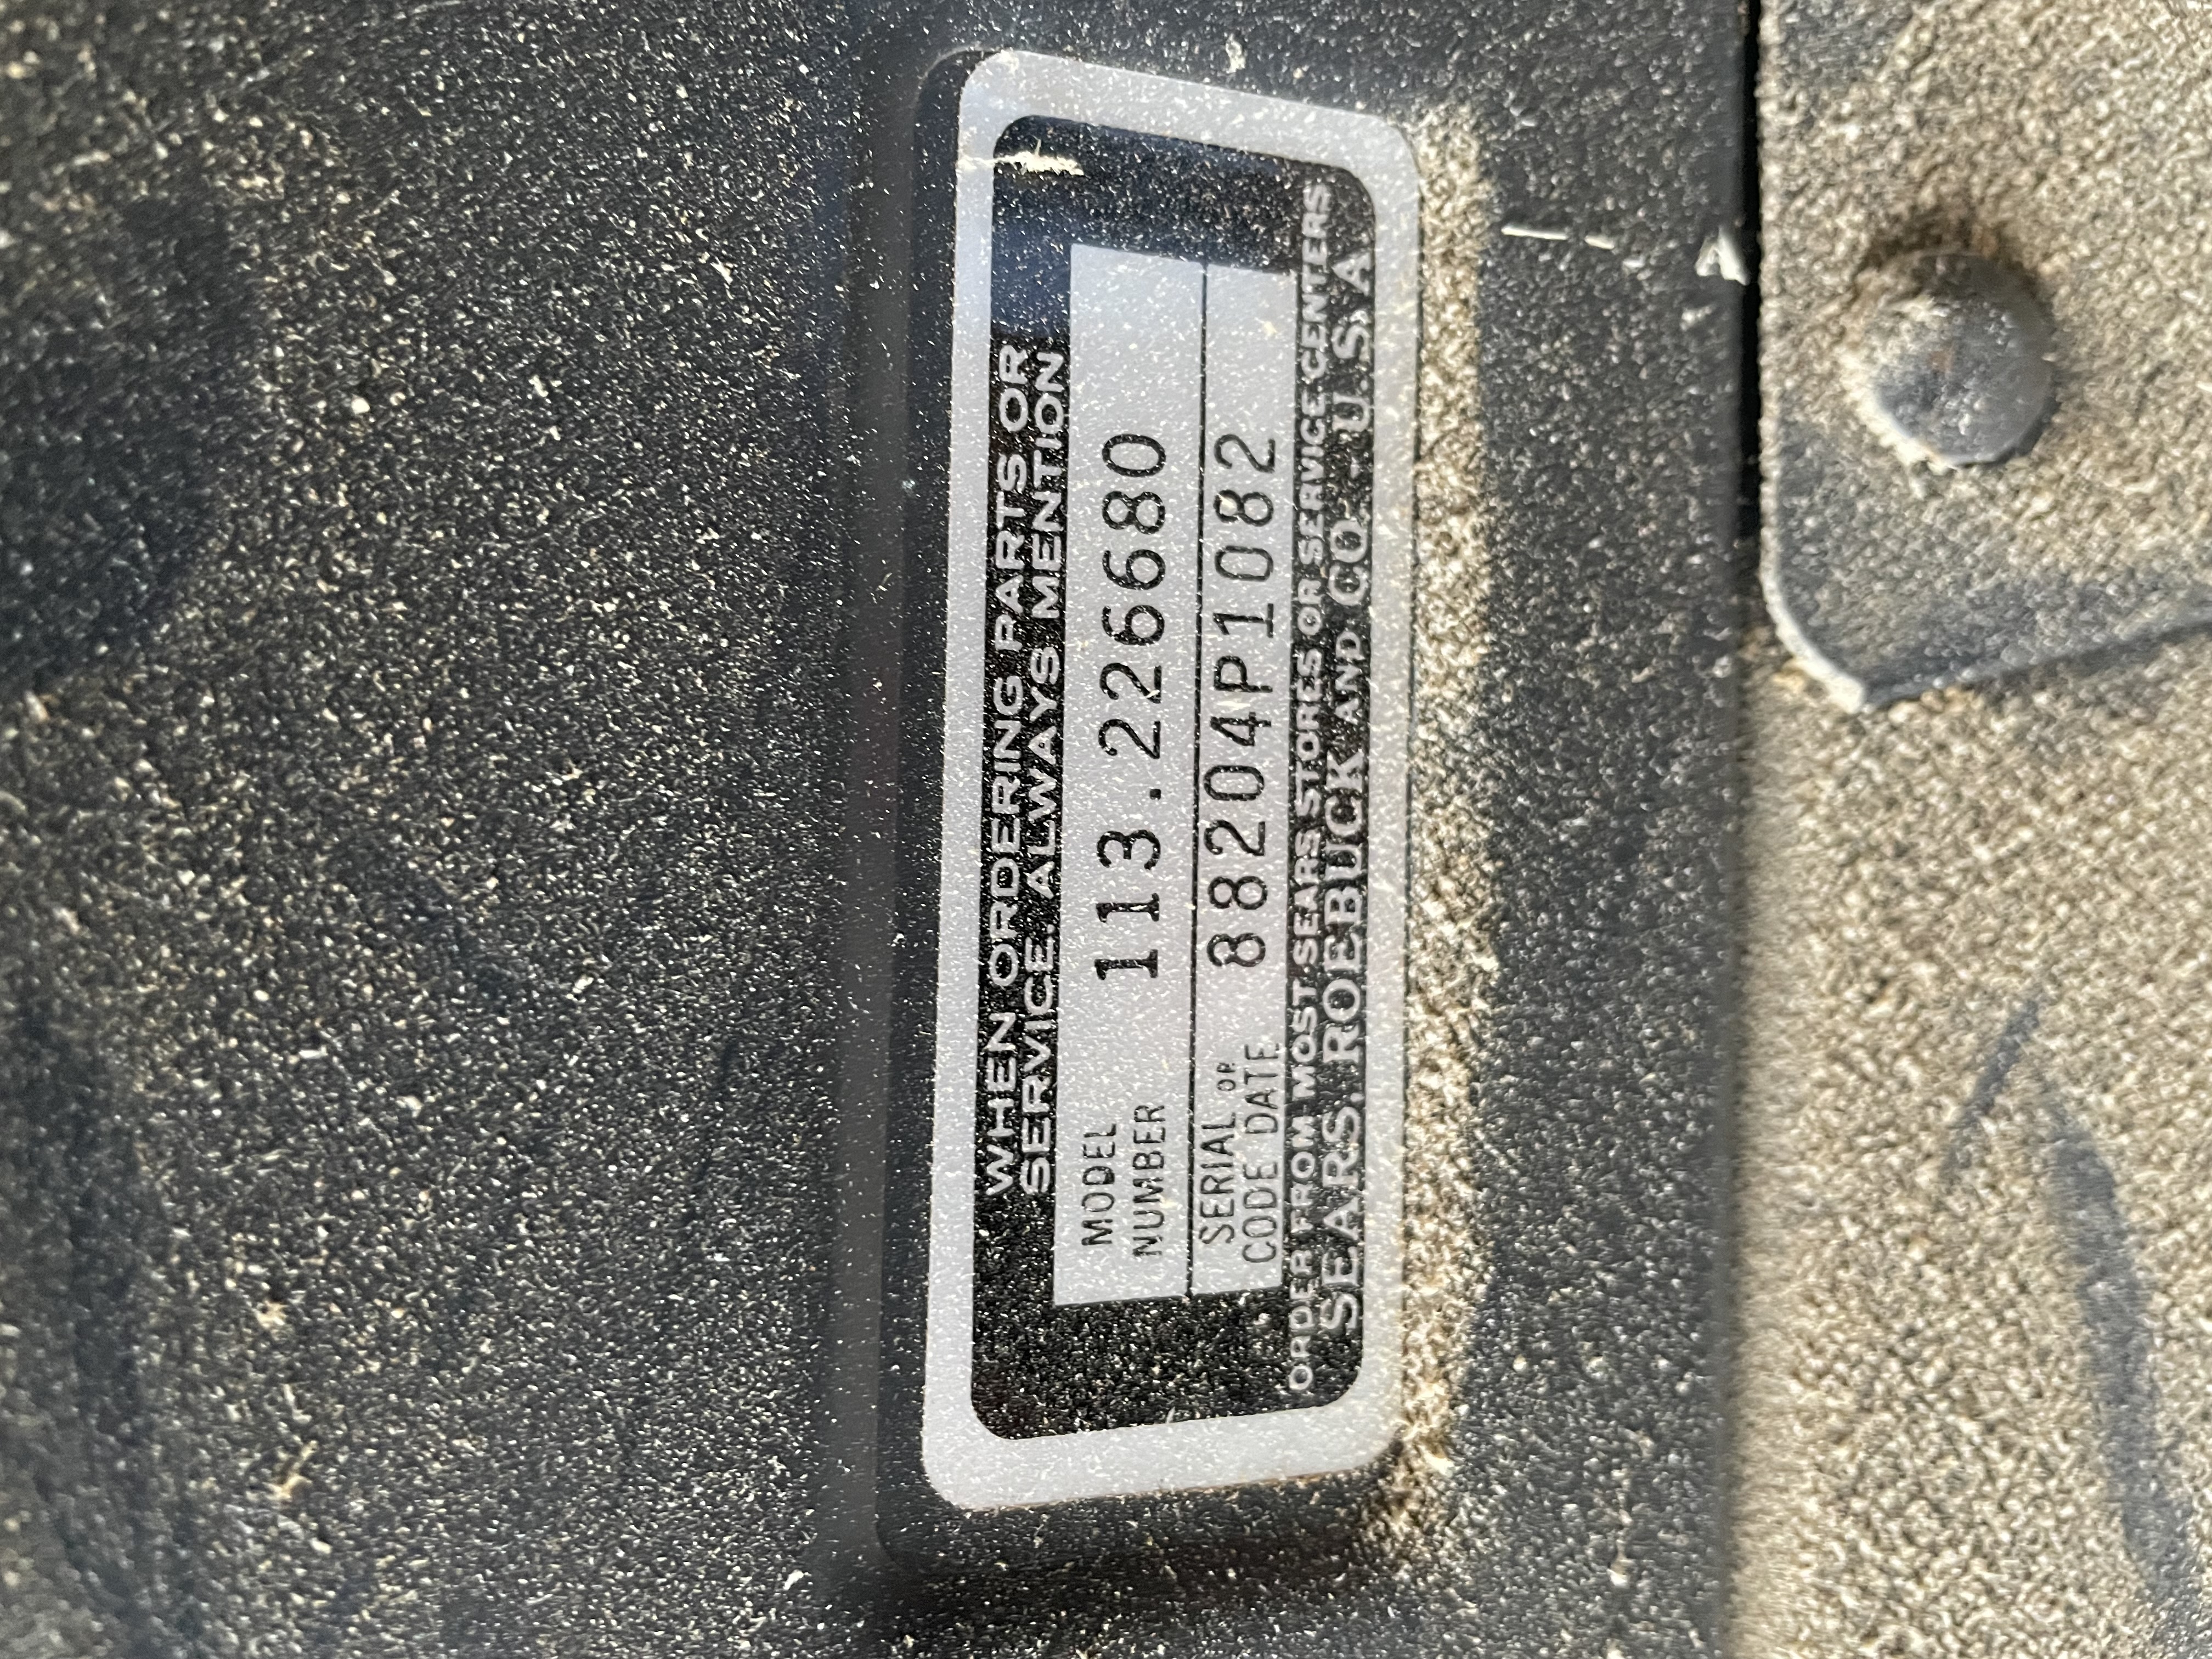 WHEN ORDERING PARTS OR
SERVICE, ALWAYS MENTION
MODEL
NUMBER
113.226680
SERIAL OR
CODE DATE
88204P1082
ORDER FROM MOST SEARS STORES OR SERVICE CENTERS
SEARS, ROEBUCK AND CO. - U.S.A